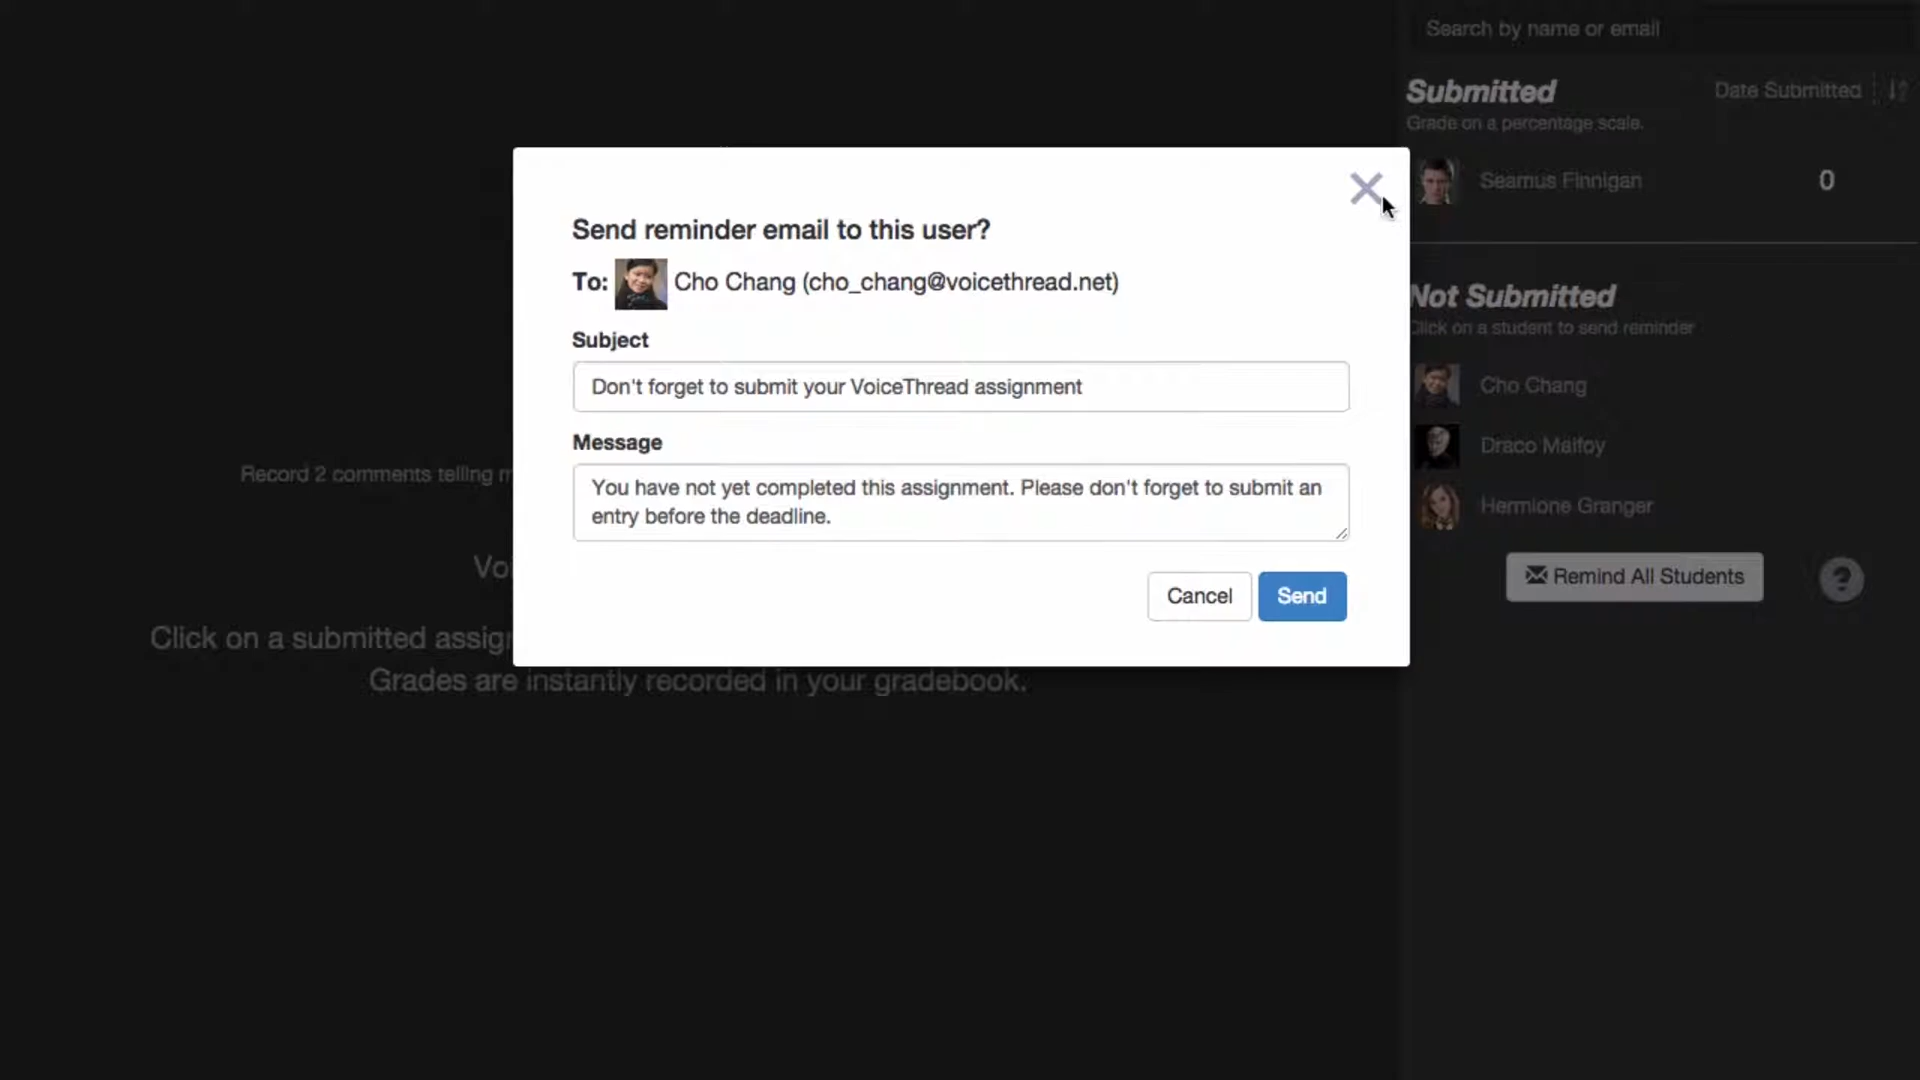 Search by name or email
Submitted
Date Submitted
Grade on a percentage scale.
Seamus Finnigan
0
Send reminder email to this user?
To: Cho Chang (cho_chang@voicethread.net)
Subject
Don't forget to submit your VoiceThread assignment
Message
You have not yet completed this assignment. Please don't forget to submit an
entry before the deadline.
Cancel
Send
Not Submitted
Click on a student to send reminder
Cho Chang
Draco Malfoy
Hermione Granger
Remind All Students
?
Record 2 comments telling
Click on a submitted
Grades are instantly recorded in your gradebook.